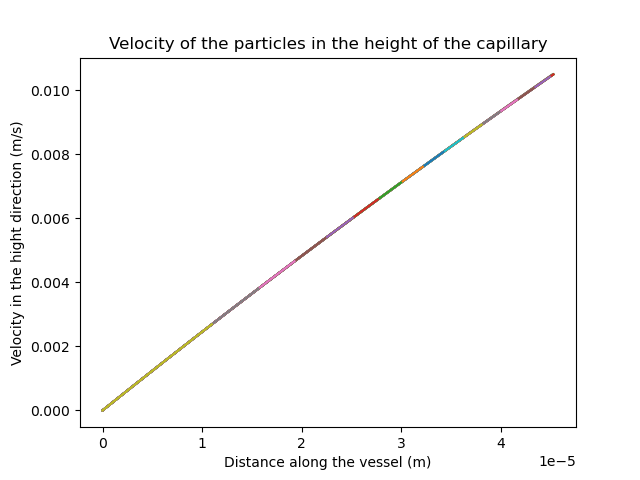 Velocity of the particles in the height of the capillary
Velocity in the hight direction (m/s)
0.010
0.008
0.006
0.004
0.002
0.000
0 1 2 3 4
1e−5
Distance along the vessel (m)